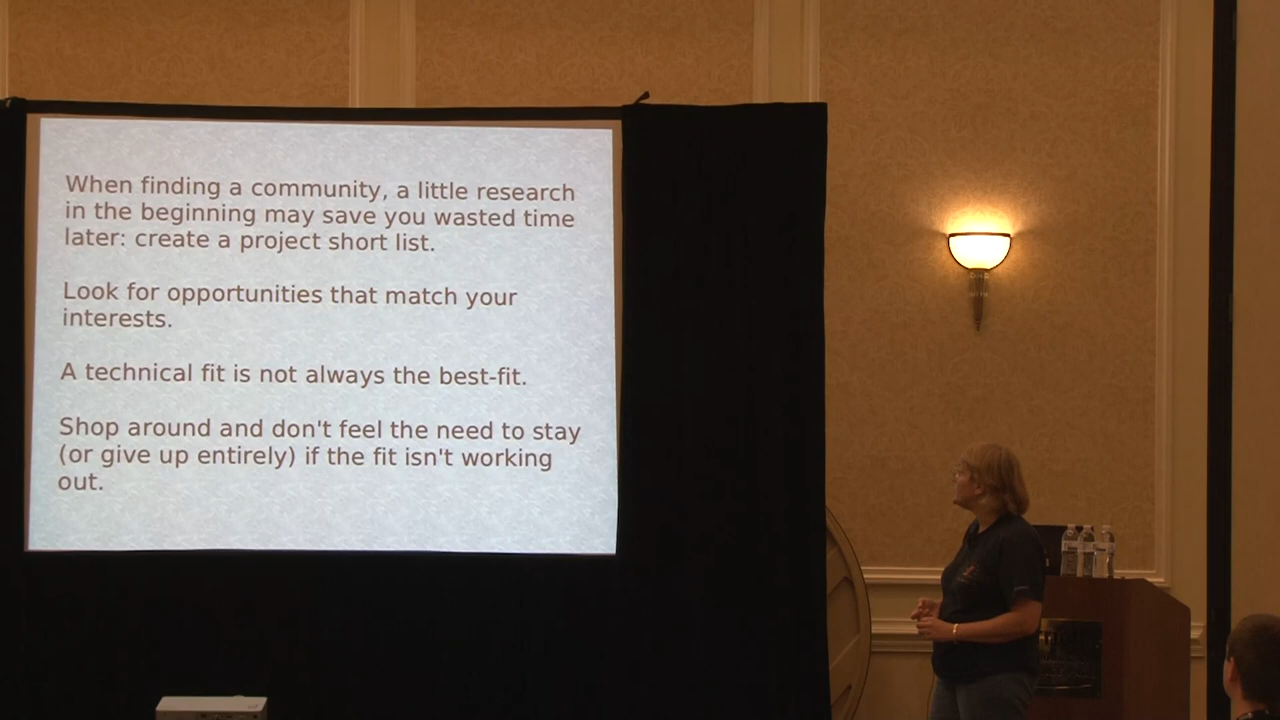 When finding a community, a little research
in the beginning may save you wasted time
later: create a project short list.
Look for opportunities that match your
interests.
A technical fit is not always the best-fit.
Shop around and don't feel the need to stay
(or give up entirely) if the fit isn't working
out.